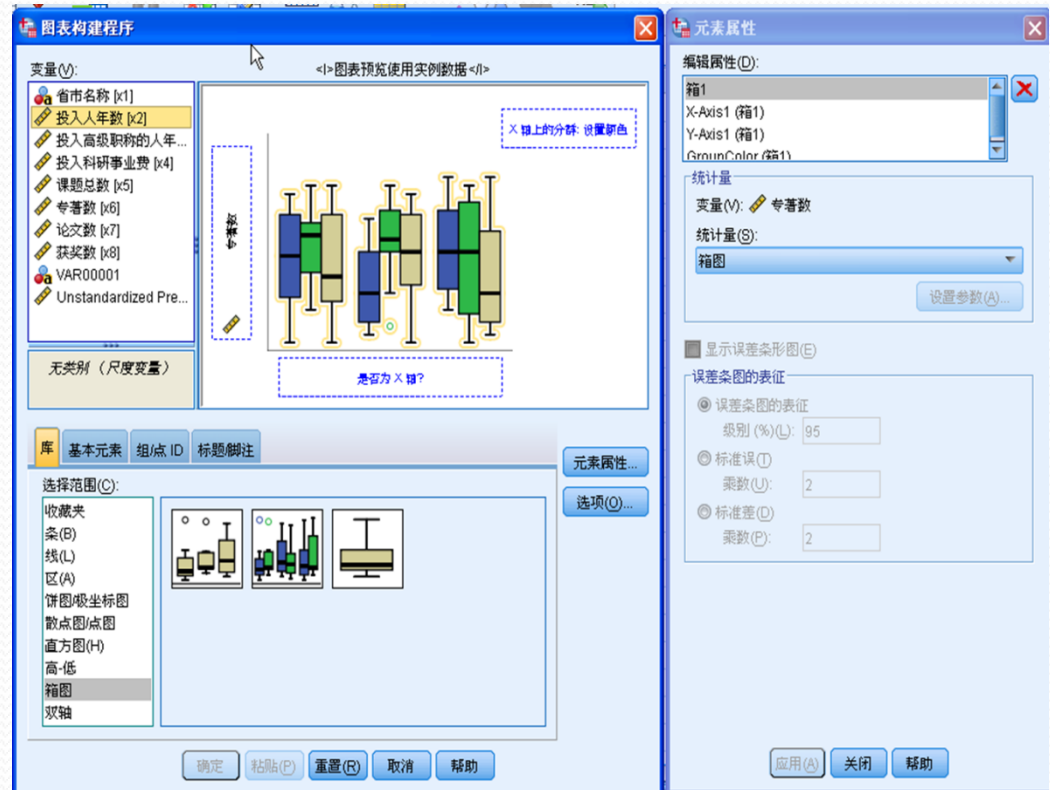 图表构建程序
变量(V):
<I>图表预览使用实例数据</I>
省市名称 [x1]
投入人年数 [x2]
投入高级职称的人年...
投入科研事业费 [x4]
课题总数 [x5]
专著数 [x6]
论文数 [x7]
获奖数 [x8]
VAR00001
Unstandardized Pre...
无类别（尺度变量）
X 轴上的分群: 设置颜色
专著数
是否为 X 轴?
库
基本元素
组/点 ID
标题/脚注
元素属性...
选项(O)...
选择范围(C):
收藏夹
条(B)
线(L)
区(A)
饼图/极坐标图
散点图/点图
直方图(H)
高-低
箱图
双轴
确定
粘贴(P)
重置(R)
取消
帮助
元素属性
编辑属性(D):
箱1
X-Axis1 (箱1)
Y-Axis1 (箱1)
GroupColor (箱1)
统计量
变量(V): 专著数
统计量(S):
箱图
设置参数(A)...
显示误差条形图(E)
误差条图的表征
误差条图的表征
级别 (%)(L): 95
标准误(T)
乘数(U): 2
标准差(D)
乘数(P): 2
应用(A)
关闭
帮助